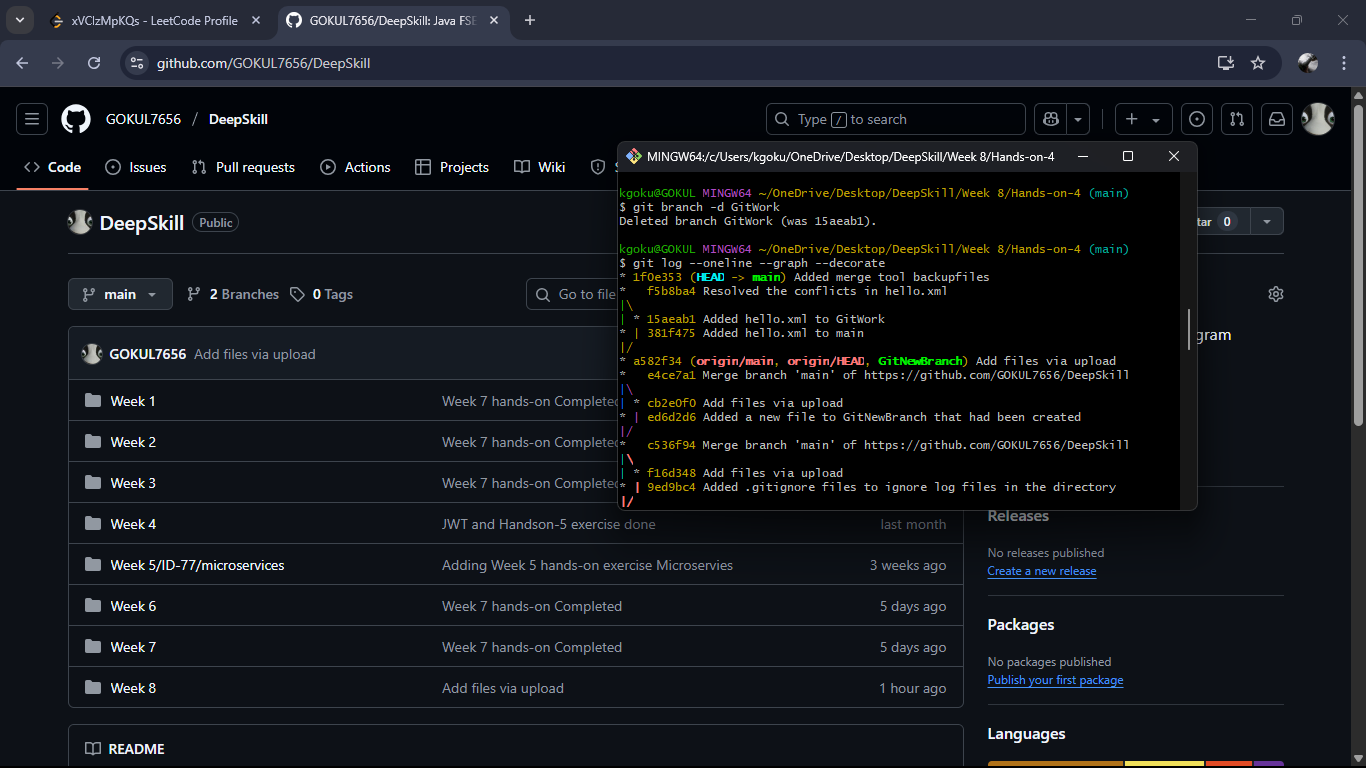 xVClzMpKQs - LeetCode Profile
GOKUL7656/DeepSkill: Java FSE
github.com/GOKUL7656/DeepSkill
GOKUL7656 / DeepSkill
Type / to search
Code
Issues
Pull requests
Actions
Projects
Wiki
DeepSkill
Public
tar 0
main
2 Branches
0 Tags
Go to file
gram
GOKUL7656 Add files via upload
Week 1 Week 7 hands-on Completed
Week 2 Week 7 hands-on Completed
Week 3 Week 7 hands-on Completed
Week 4 JWT and Handson-5 exercise done last month
Week 5/ID-77/microservices Adding Week 5 hands-on exercise Microservies 3 weeks ago
Week 6 Week 7 hands-on Completed 5 days ago
Week 7 Week 7 hands-on Completed 5 days ago
Week 8 Add files via upload 1 hour ago
README
MINGW64:/c/Users/kgoku/OneDrive/Desktop/DeepSkill/Week 8/Hands-on-4
kgoku@GOKUL MINGW64 ~/OneDrive/Desktop/DeepSkill/Week 8/Hands-on-4 (main)
$ git branch -d GitWork
Deleted branch GitWork (was 15aeab1).
kgoku@GOKUL MINGW64 ~/OneDrive/Desktop/DeepSkill/Week 8/Hands-on-4 (main)
$ git log --oneline --graph --decorate
* 1f0e353 (HEAD -> main) Added merge tool backupfiles
*   f5b8ba4 Resolved the conflicts in hello.xml
|\
| * 15aeab1 Added hello.xml to GitWork
* | 381f475 Added hello.xml to main
|/
* a582f34 (origin/main, origin/HEAD, GitNewBranch) Add files via upload
*   e4ce7a1 Merge branch 'main' of https://github.com/GOKUL7656/DeepSkill
|\
| * cb2e0f0 Add files via upload
* | ed6d2d6 Added a new file to GitNewBranch that had been created
|/
*   c536f94 Merge branch 'main' of https://github.com/GOKUL7656/DeepSkill
|\
| * f16d348 Add files via upload
* | 9ed9bc4 Added .gitignore files to ignore log files in the directory
|/
Releases
No releases published
Create a new release
Packages
No packages published
Publish your first package
Languages